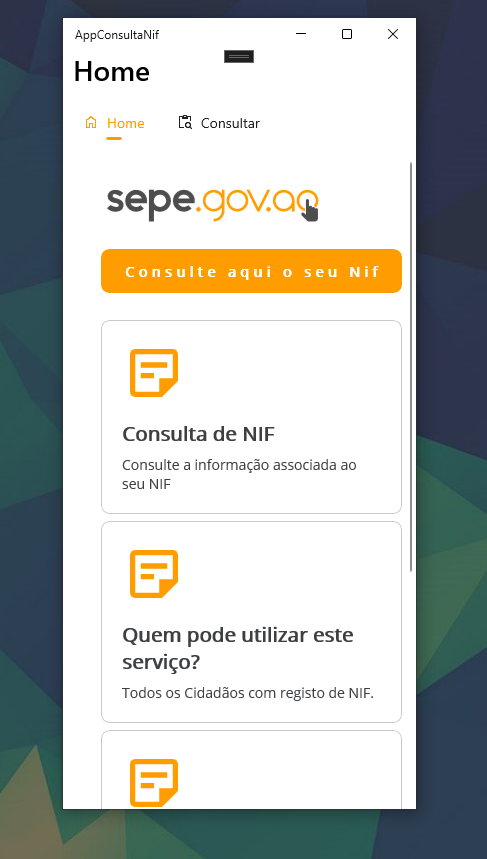 AppConsultaNif
Home
Home
Consultar
sepe.gov.ao
Consulte aqui o seu Nif
Consulta de NIF
Consulte a informação associada ao
seu NIF
Quem pode utilizar este
serviço?
Todos os Cidadãos com registo de NIF.